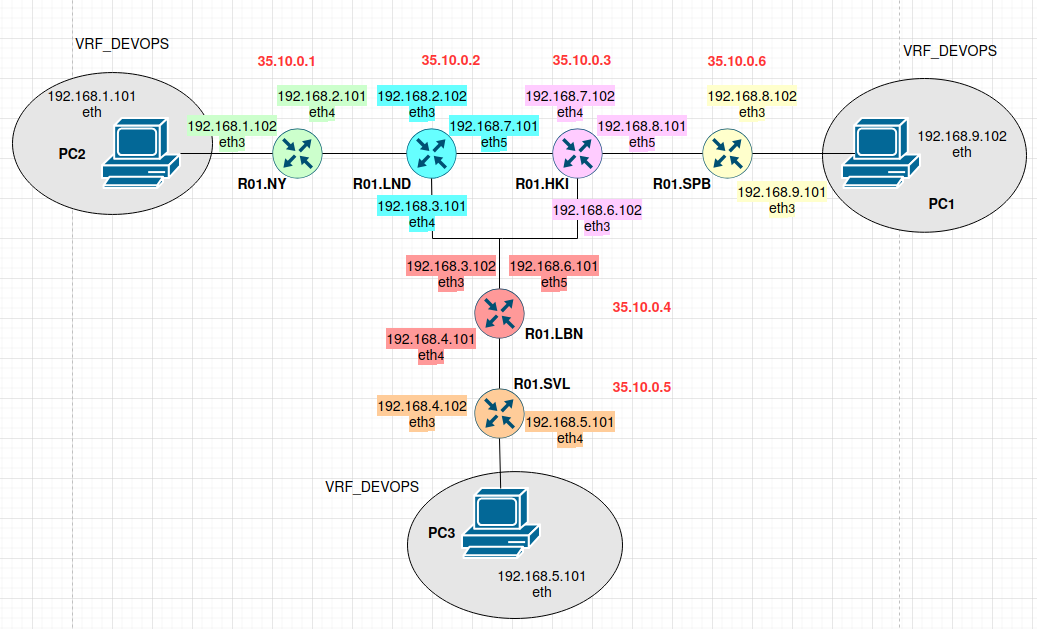 VRF_DEVOPS
VRF_DEVOPS
35.10.0.1
35.10.0.2
35.10.0.3
35.10.0.6
192.168.1.101
eth
PC2
192.168.1.102
eth3
192.168.2.101
eth4
R01.NY
192.168.2.102
eth3
192.168.7.101
eth5
R01.LND
192.168.3.101
eth4
192.168.7.102
eth4
192.168.8.101
eth5
R01.HKI
192.168.6.102
eth3
192.168.8.102
eth3
R01.SPB
192.168.9.101
eth3
192.168.9.102
eth
PC1
192.168.3.102
eth3
192.168.6.101
eth5
35.10.0.4
R01.LBN
192.168.4.101
eth4
R01.SVL
35.10.0.5
192.168.4.102
eth3
192.168.5.101
eth4
VRF_DEVOPS
PC3
192.168.5.101
eth